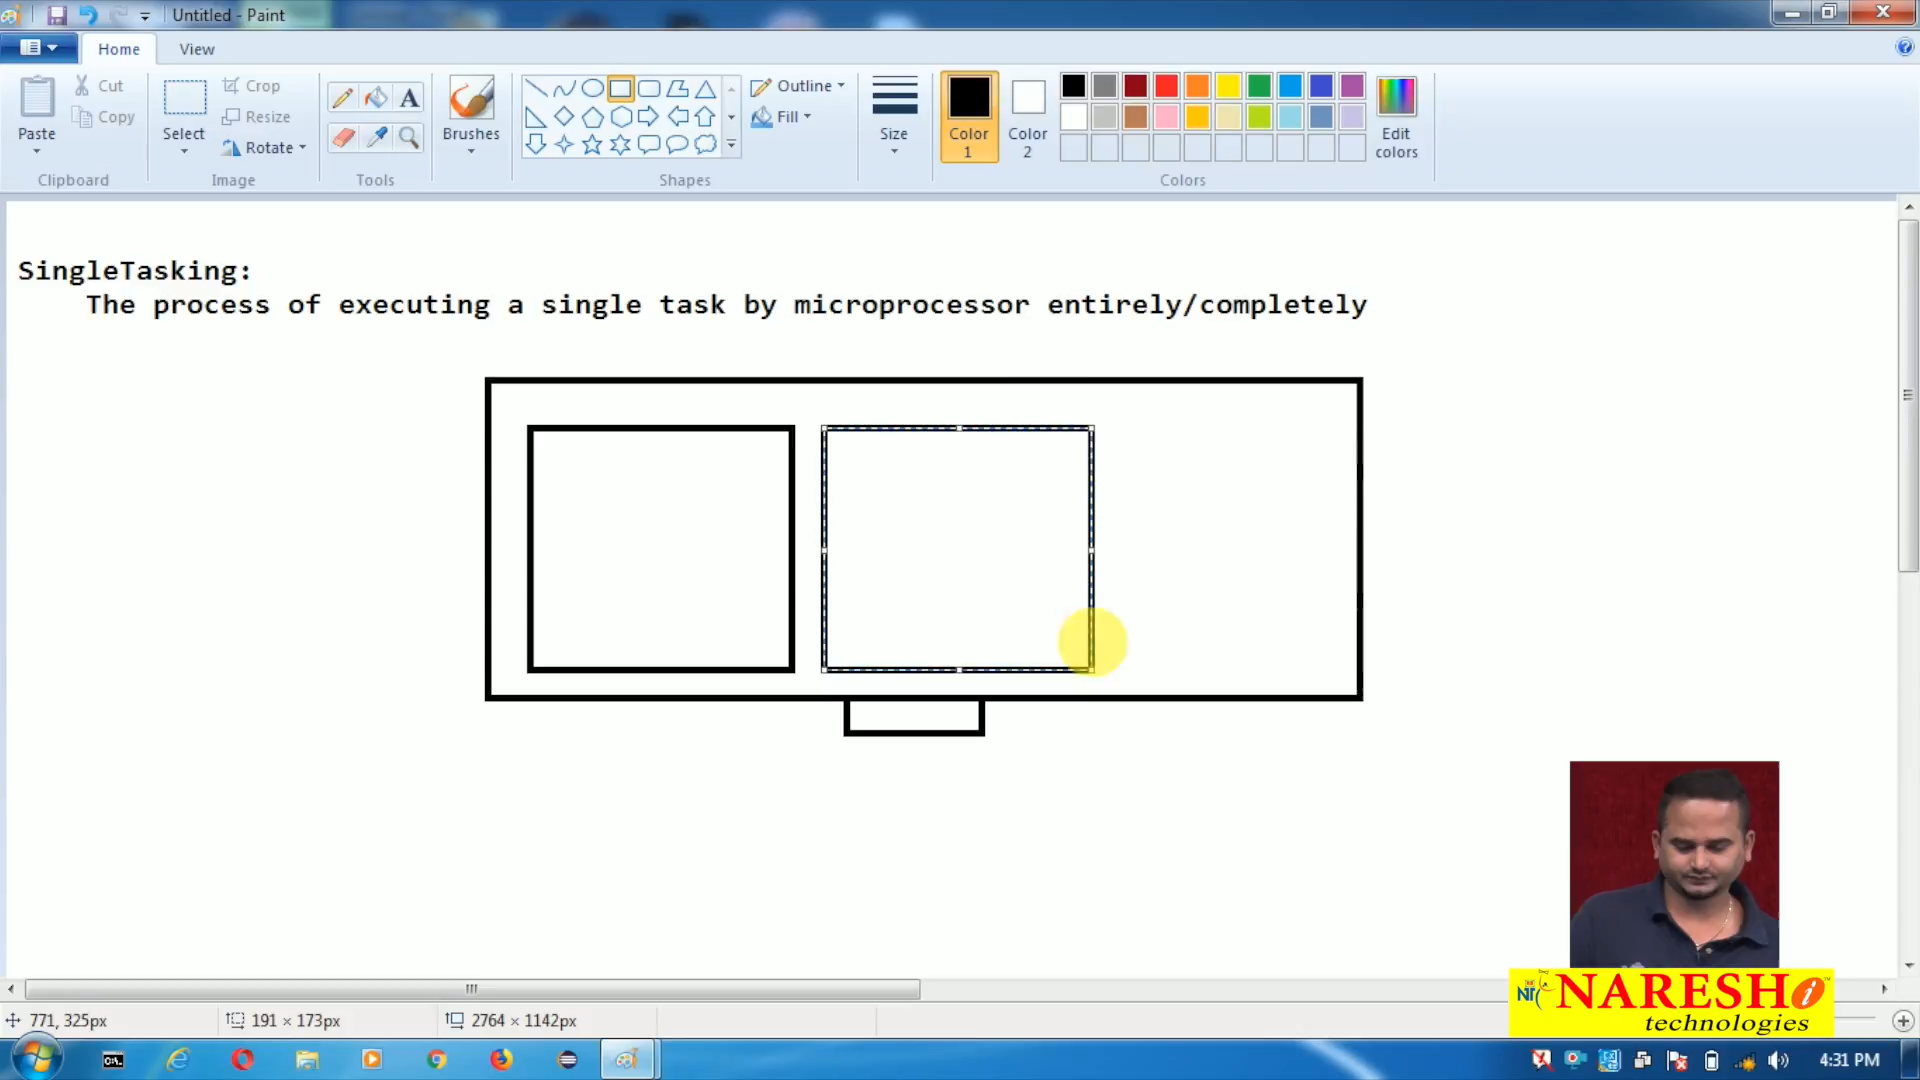 Untitled - Paint
Home View
Paste Cut Copy Clipboard
Select Crop Resize Rotate Image
Tools
Brushes
Shapes
Outline Fill
Size
Color 1
Color 2
Edit colors
Colors
SingleTasking:
The process of executing a single task by microprocessor entirely/completely
771, 325px 191 × 173px 2764 × 1142px
NARESH i
technologies
4:31 PM